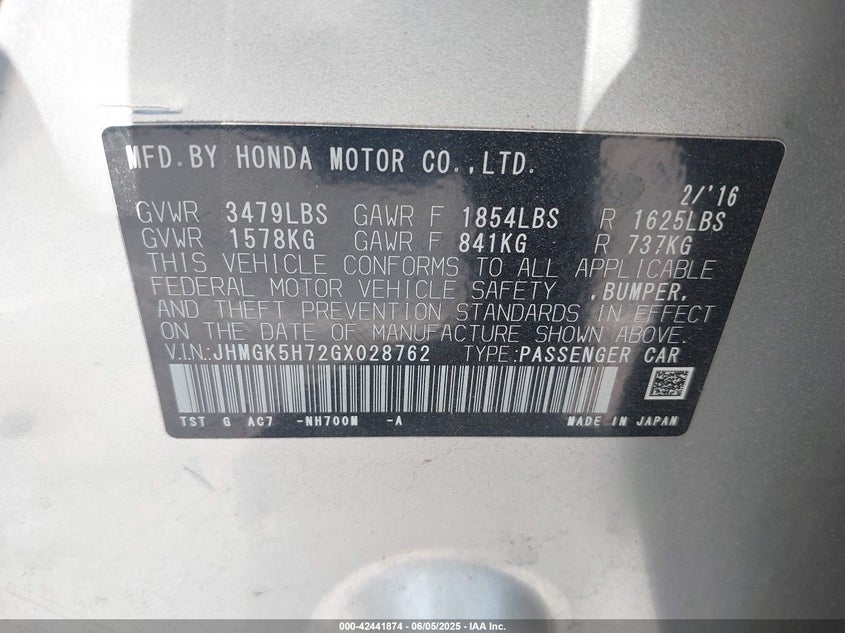 MFD.BY HONDA MOTOR CO.,LTD.
2/'16
GVWR 3479LBS GAWR F 1854LBS R 1625LBS
GVWR 1578KG GAWR F 841KG R 737KG
THIS VEHICLE CONFORMS TO ALL APPLICABLE
FEDERAL MOTOR VEHICLE SAFETY ,BUMPER,
AND THEFT PREVENTION STANDARDS IN EFFECT
ON THE DATE OF MANUFACTURE SHOWN ABOVE.
V.I.N.:JHMGK5H72GX028762 TYPE:PASSENGER CAR
TST G AC7 -NH700M -A MADE IN JAPAN
000-42441874 | 06/05/2025 | IAA Inc.